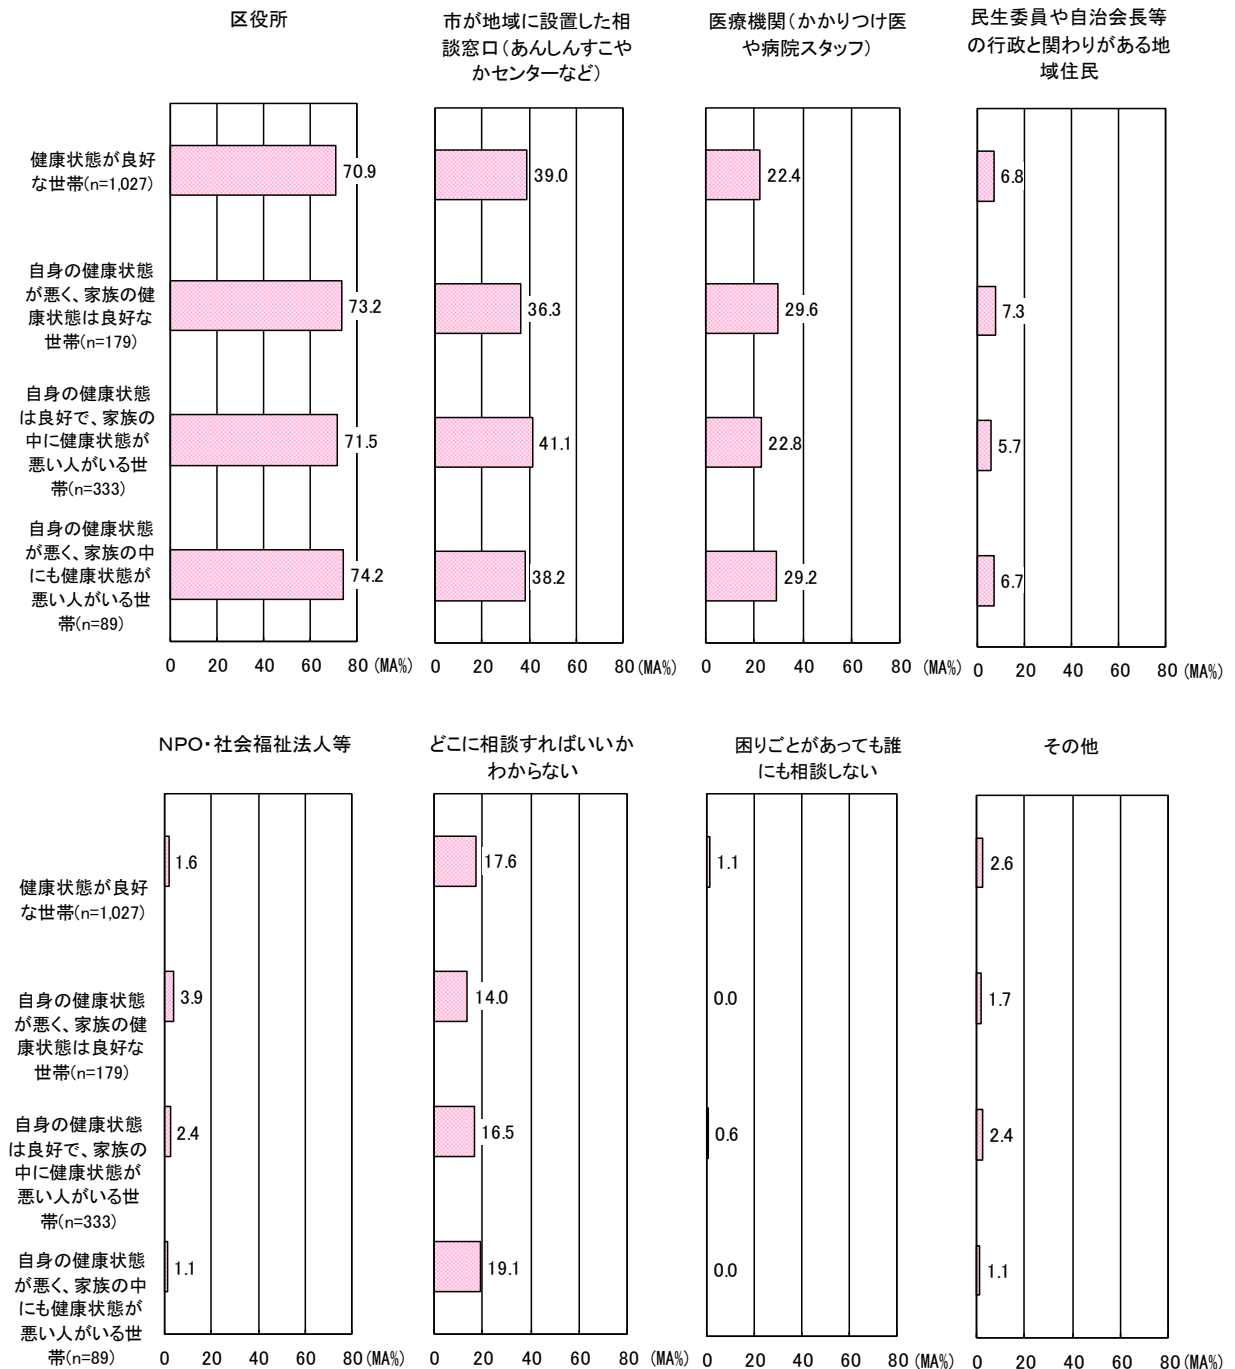 区役所
市が地域に設置した相
談窓口(あんしんすこや
かセンターなど)
医療機関(かかりつけ医
や病院スタッフ)
民生委員や自治会長等
の行政と関わりがある地
域住民
健康状態が良好
な世帯(n=1,027)
70.9
39.0
22.4
6.8
自身の健康状態
が悪く、家族の健
康状態は良好な
世帯(n=179)
73.2
36.3
29.6
7.3
自身の健康状態
は良好で、家族の
中に健康状態が
悪い人がいる世
帯(n=333)
71.5
41.1
22.8
5.7
自身の健康状態
が悪く、家族の中
にも健康状態が
悪い人がいる世
帯(n=89)
74.2
38.2
29.2
6.7
0 20 40 60 80 (MA%)
0 20 40 60 80 (MA%)
0 20 40 60 80 (MA%)
0 20 40 60 80 (MA%)
NPO・社会福祉法人等
どこに相談すればいいか
わからない
困りごとがあっても誰
にも相談しない
その他
健康状態が良好
な世帯(n=1,027)
1.6
17.6
1.1
2.6
自身の健康状態
が悪く、家族の健
康状態は良好な
世帯(n=179)
3.9
14.0
0.0
1.7
自身の健康状態
は良好で、家族の
中に健康状態が
悪い人がいる世
帯(n=333)
2.4
16.5
0.6
2.4
自身の健康状態
が悪く、家族の中
にも健康状態が
悪い人がいる世
帯(n=89)
1.1
19.1
0.0
1.1
0 20 40 60 80 (MA%)
0 20 40 60 80 (MA%)
0 20 40 60 80 (MA%)
0 20 40 60 80 (MA%)